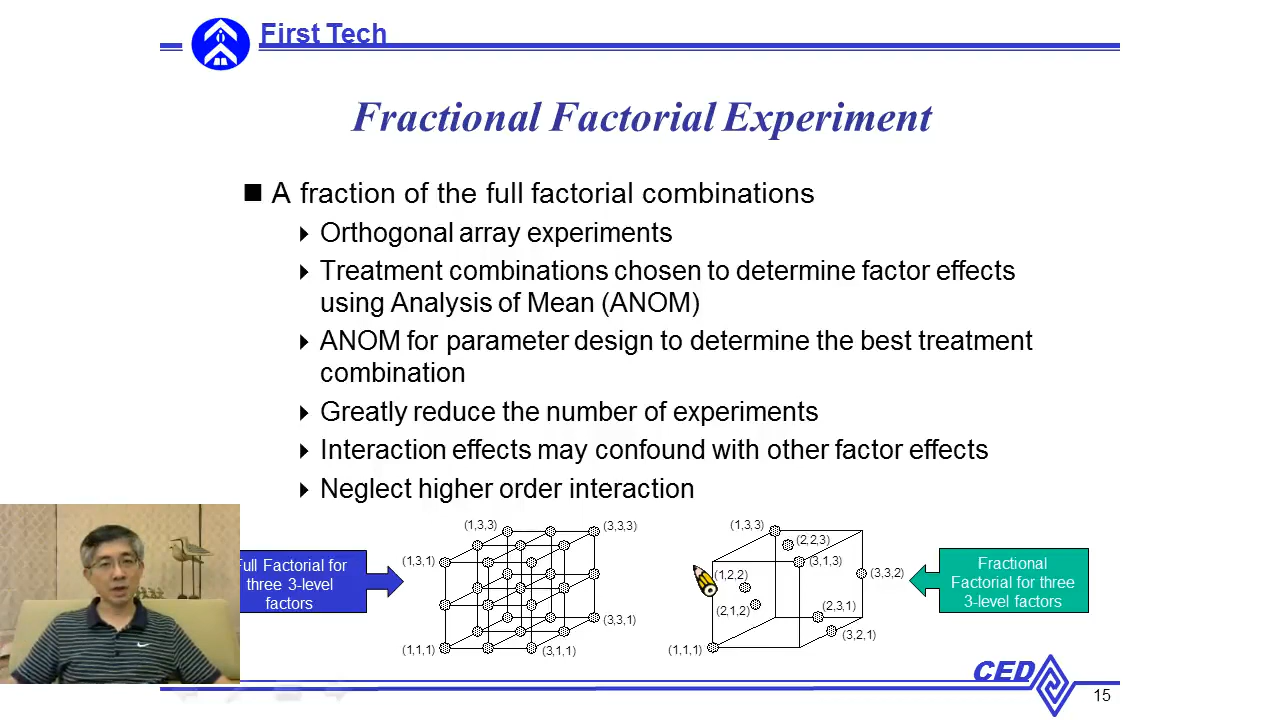 First Tech
Fractional Factorial Experiment
A fraction of the full factorial combinations
Orthogonal array experiments
Treatment combinations chosen to determine factor effects
using Analysis of Mean (ANOM)
ANOM for parameter design to determine the best treatment
combination
Greatly reduce the number of experiments
Interaction effects may confound with other factor effects
Neglect higher order interaction
Full Factorial for
three 3-level
factors
(1,3,3)
(3,3,3)
(1,3,1)
(3,3,1)
(1,1,1)
(3,1,1)
(1,3,3)
(2,2,3)
(3,1,3)
(1,2,2)
(3,3,2)
(2,1,2)
(2,3,1)
(3,2,1)
(1,1,1)
Fractional
Factorial for three
3-level factors
CED
15